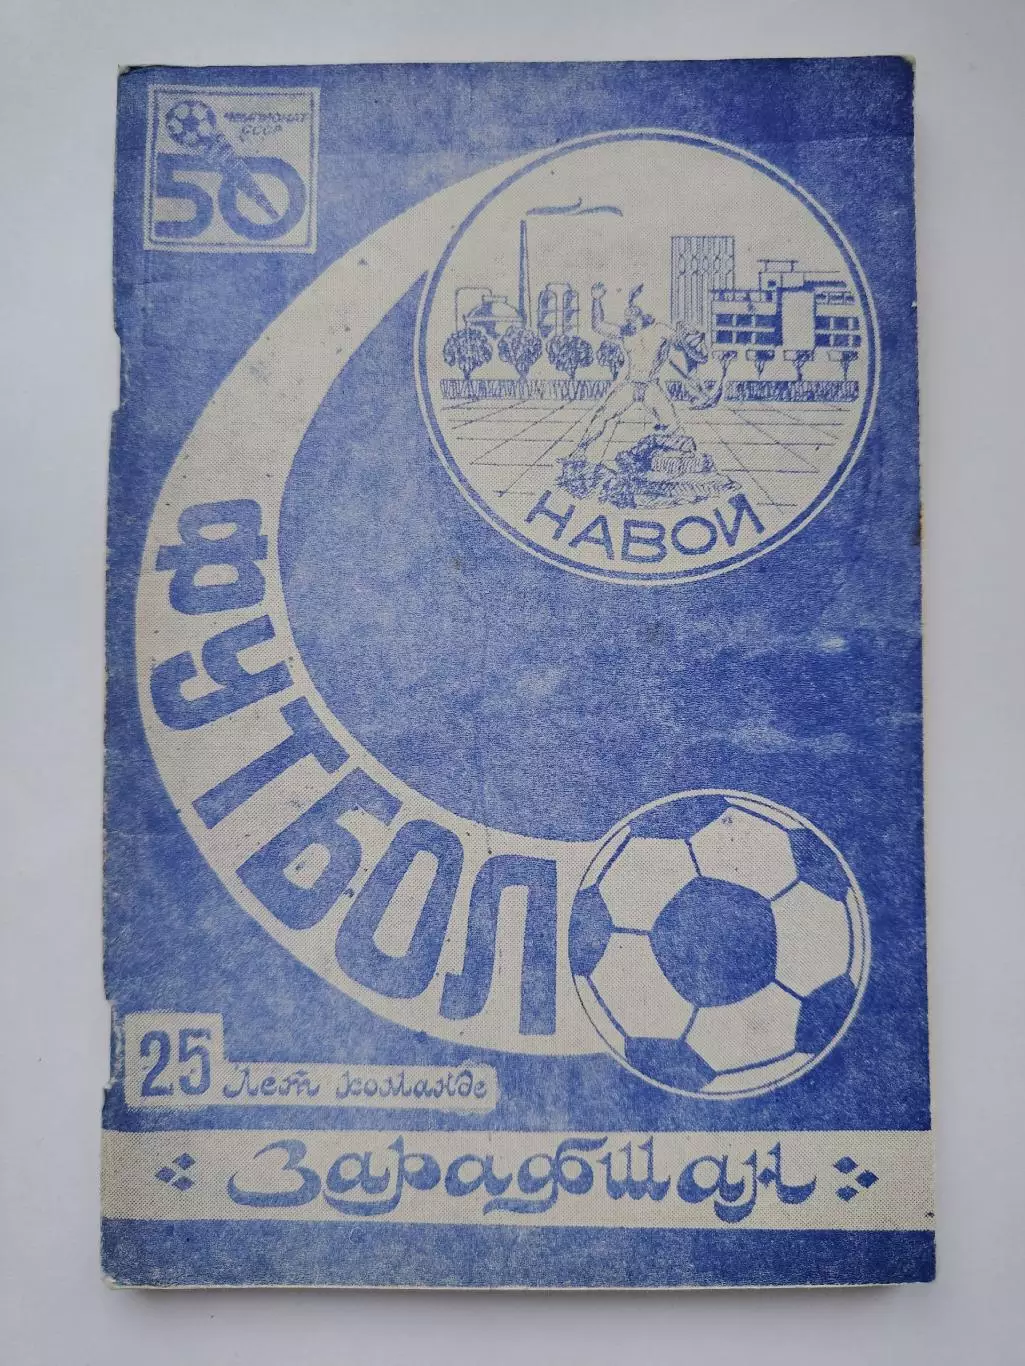 ЧЕМПИОНАТ
СССР
50
НАВОИ
ФУТБОЛ
25 Лет команде
Зарафшан